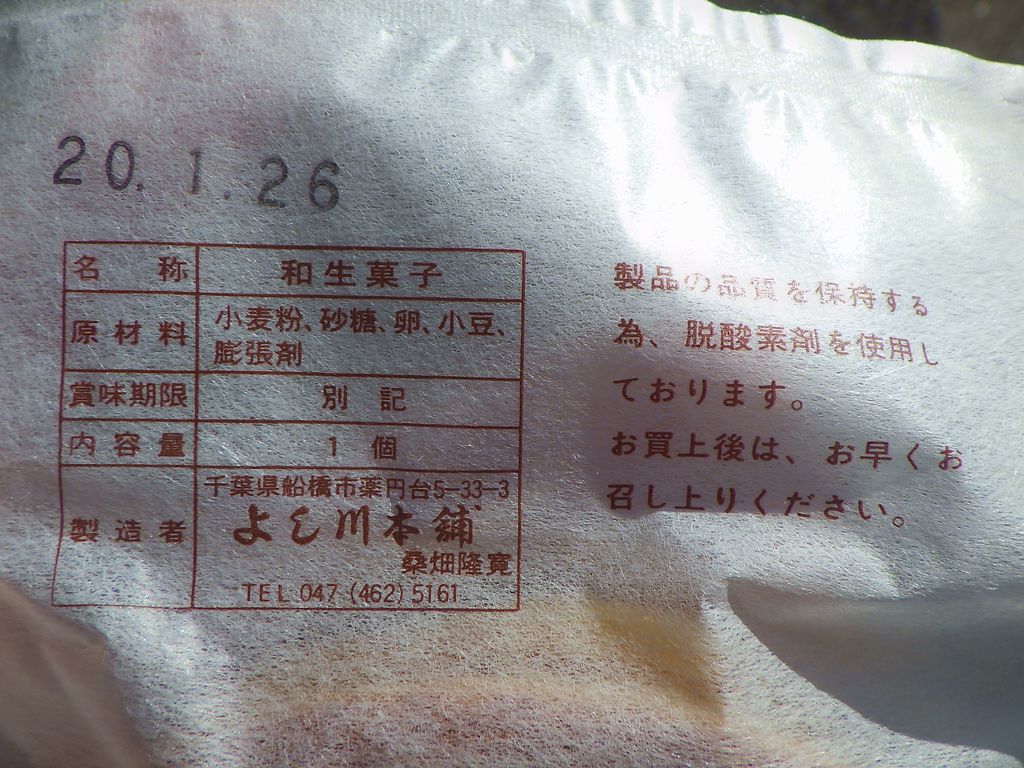 20.1.26
名称 和生菓子
原材料 小麦粉、砂糖、卵、小豆、
膨張剤
賞味期限 別記
内容量 1個
製造者 千葉県船橋市薬円台5-33-3
よし川本舗
桑畑隆寛
TEL 047 (462) 5161
製品の品質を保持する
為、脱酸素剤を使用し
ております。
お買上後は、お早くお
召し上りください。